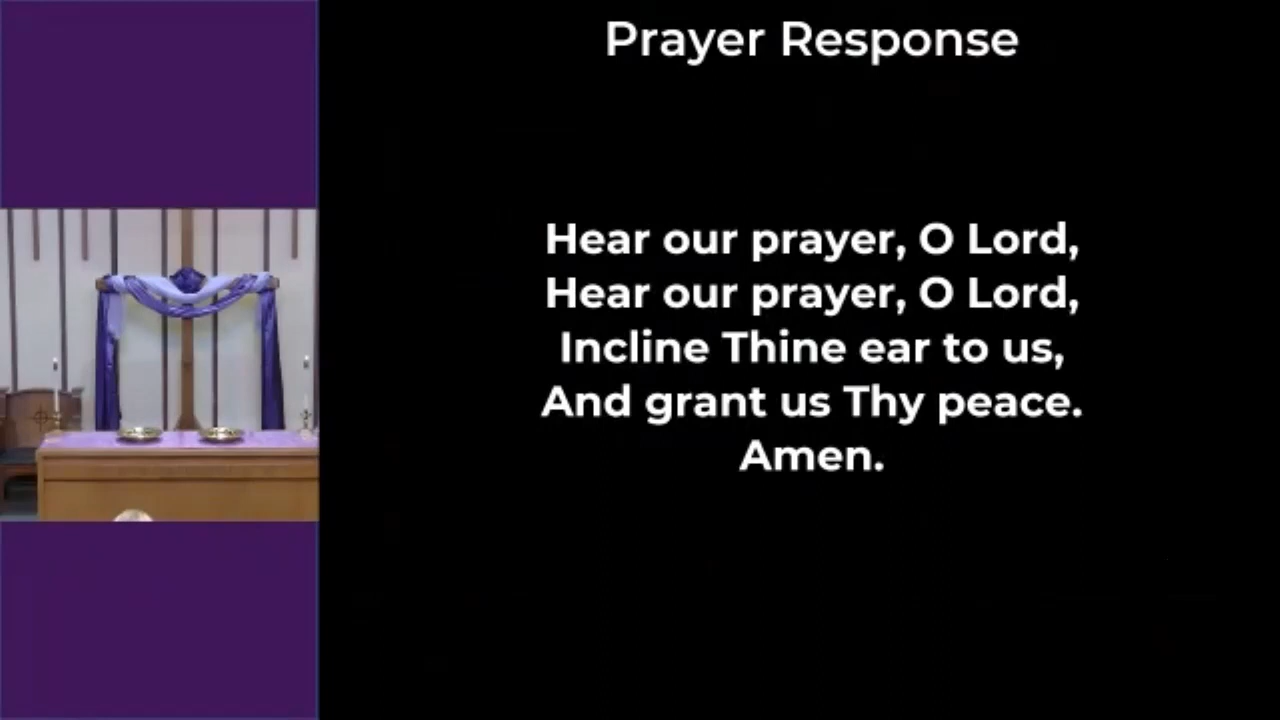 Prayer Response
Hear our prayer, O Lord,
Hear our prayer, O Lord,
Incline Thine ear to us,
And grant us Thy peace.
Amen.